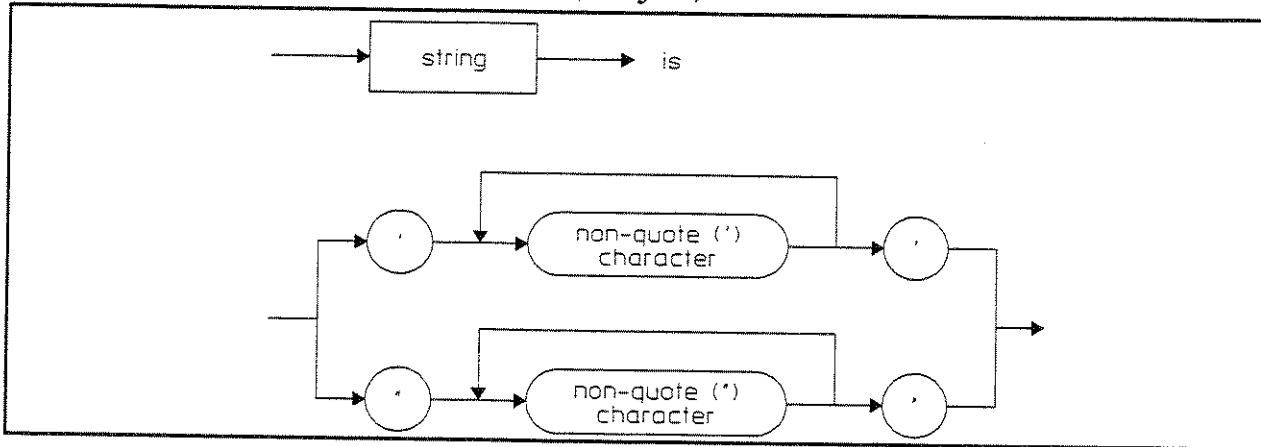 string is
' non-quote (') ' 
character
" non-quote (") "
character